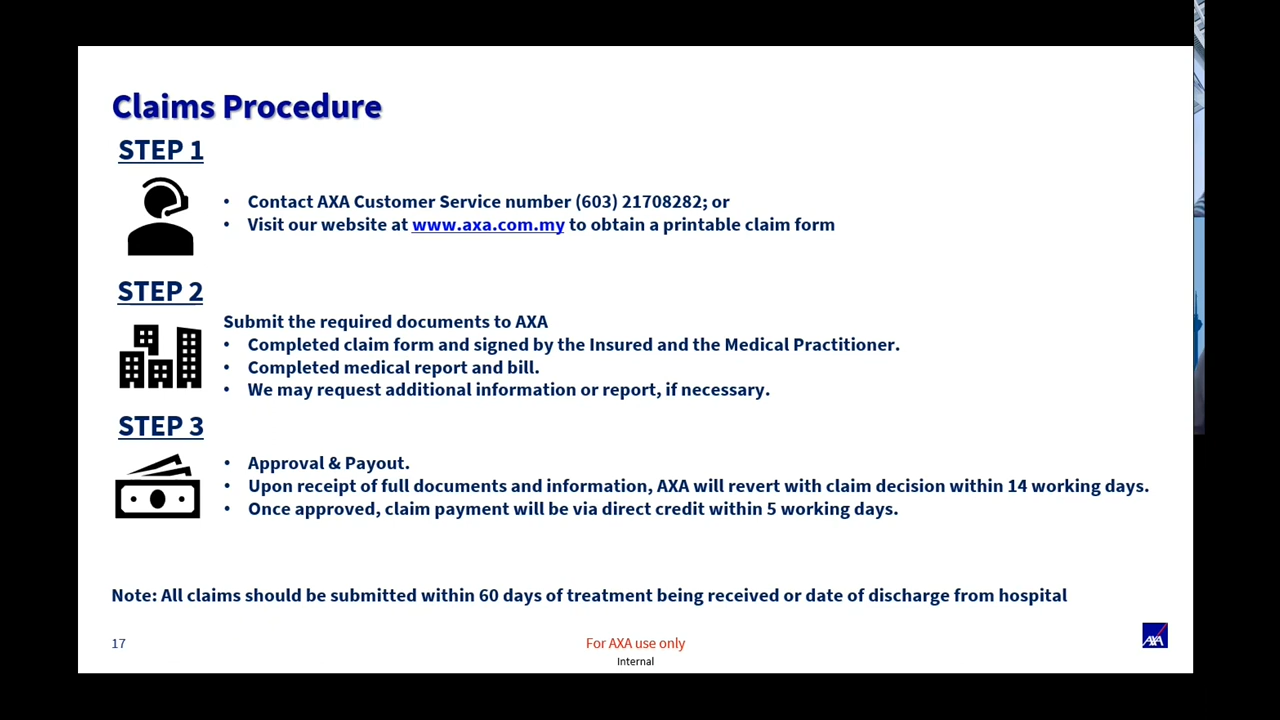 Claims Procedure
STEP 1
• Contact AXA Customer Service number (603) 21708282; or
• Visit our website at www.axa.com.my to obtain a printable claim form
STEP 2
Submit the required documents to AXA
• Completed claim form and signed by the Insured and the Medical Practitioner.
• Completed medical report and bill.
• We may request additional information or report, if necessary.
STEP 3
• Approval & Payout.
• Upon receipt of full documents and information, AXA will revert with claim decision within 14 working days.
• Once approved, claim payment will be via direct credit within 5 working days.
Note: All claims should be submitted within 60 days of treatment being received or date of discharge from hospital
17
For AXA use only
Internal
AXA